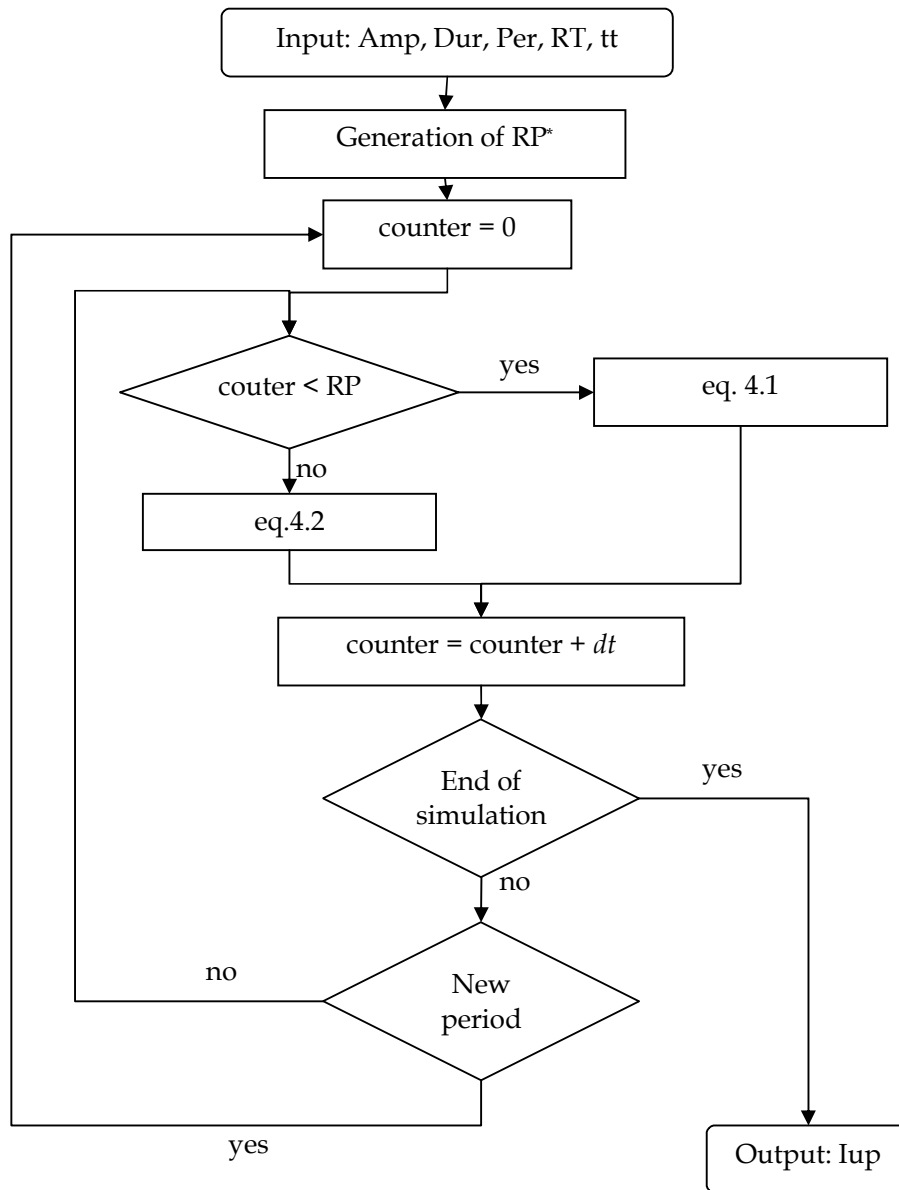 Input: Amp, Dur, Per, RT, tt
Generation of RP*
counter = 0
couter < RP
yes
eq. 4.1
no
eq.4.2
counter = counter + dt
End of
simulation
yes
no
New
period
no
yes
Output: Iup